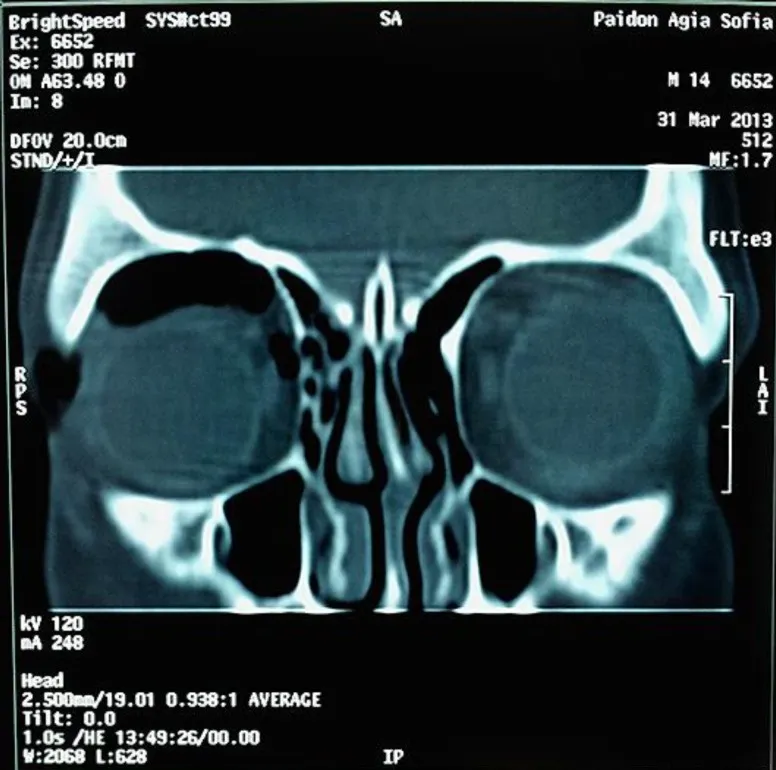 BrightSpeed SYS#ct99
Ex: 6652
Se: 300 RFMT
OM A63.48 0
Im: 8
DFOV 20.0cm
STND/+/I
SA
Paidon Agia Sofia
M 14 6652
31 Mar 2013
512
MF:1.7
FLT:e3
R
P
S
L
A
I
kV 120
mA 248
Head
2.500mm/19.01 0.938:1 AVERAGE
Tilt: 0.0
1.0s /HE 13:49:26/00.00
W:2068 L:628
IP